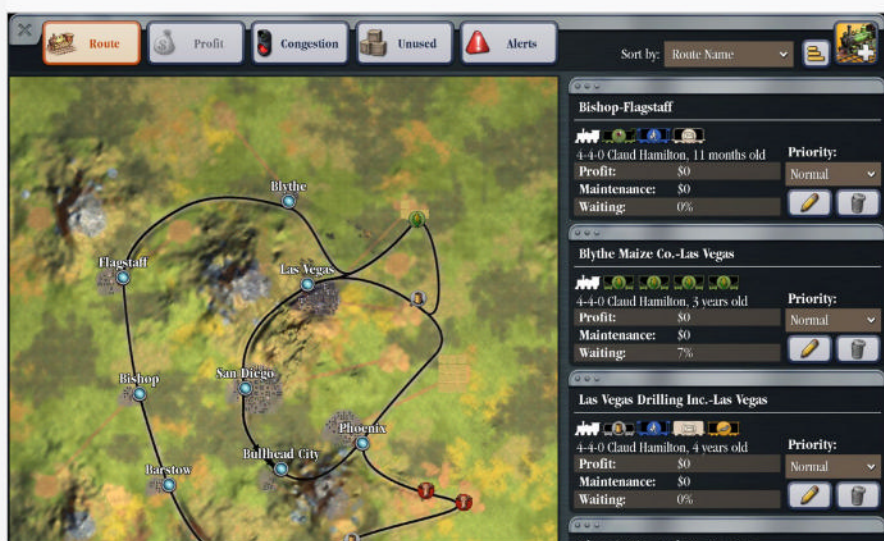 Route
Profit
Congestion
Unused
Alerts
Sort by: Route Name
Blythe
Flagstaff
Las Vegas
Bishop
San Diego
Phoenix
Bullhead City
Barstow
Bishop-Flagstaff
4-4-0 Claud Hamilton, 11 months old
Priority:
Profit: $0
Normal
Maintenance: $0
Waiting: 0%
Blythe Maize Co.-Las Vegas
4-4-0 Claud Hamilton, 3 years old
Priority:
Profit: $0
Normal
Maintenance: $0
Waiting: 7%
Las Vegas Drilling Inc.-Las Vegas
4-4-0 Claud Hamilton, 4 years old
Priority:
Profit: $0
Normal
Maintenance: $0
Waiting: 0%